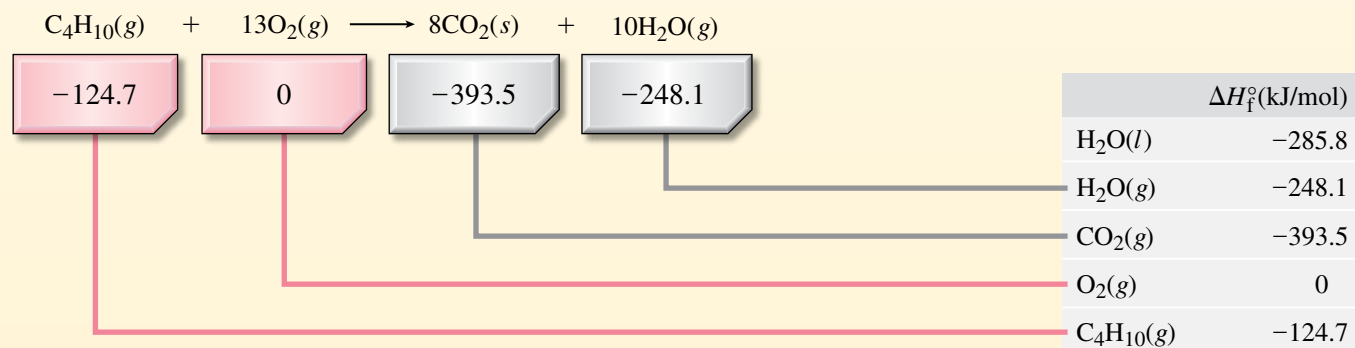 C₄H₁₀(g) + 13O₂(g) ⟶ 8CO₂(s) + 10H₂O(g)
−124.7 0 −393.5 −248.1
ΔH°f(kJ/mol)
H₂O(l) −285.8
H₂O(g) −248.1
CO₂(g) −393.5
O₂(g) 0
C₄H₁₀(g) −124.7